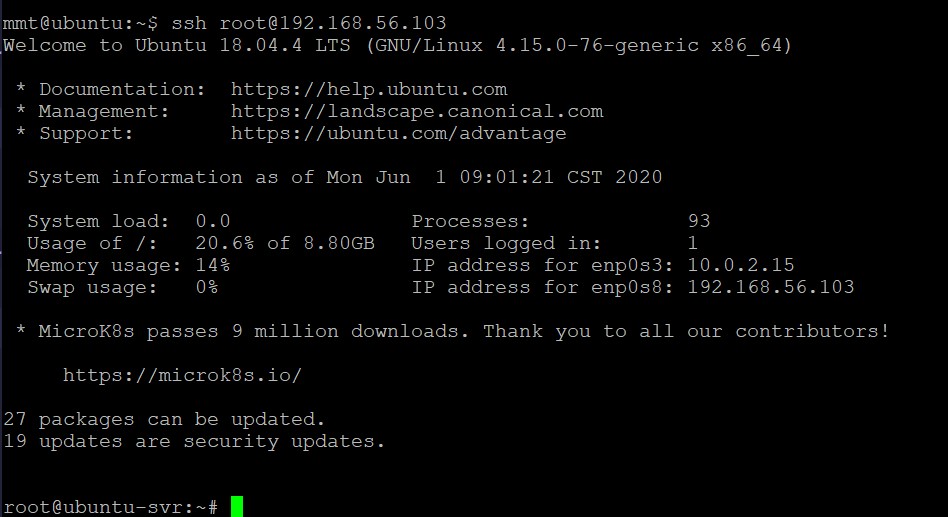 mmt@ubuntu:~$ ssh root@192.168.56.103
Welcome to Ubuntu 18.04.4 LTS (GNU/Linux 4.15.0-76-generic x86_64)
 * Documentation:  https://help.ubuntu.com
 * Management:     https://landscape.canonical.com
 * Support:        https://ubuntu.com/advantage
  System information as of Mon Jun  1 09:01:21 CST 2020
  System load:  0.0               Processes:             93
  Usage of /:   20.6% of 8.80GB   Users logged in:       1
  Memory usage: 14%               IP address for enp0s3: 10.0.2.15
  Swap usage:   0%                IP address for enp0s8: 192.168.56.103
 * MicroK8s passes 9 million downloads. Thank you to all our contributors!
     https://microk8s.io/
27 packages can be updated.
19 updates are security updates.
root@ubuntu-svr:~#